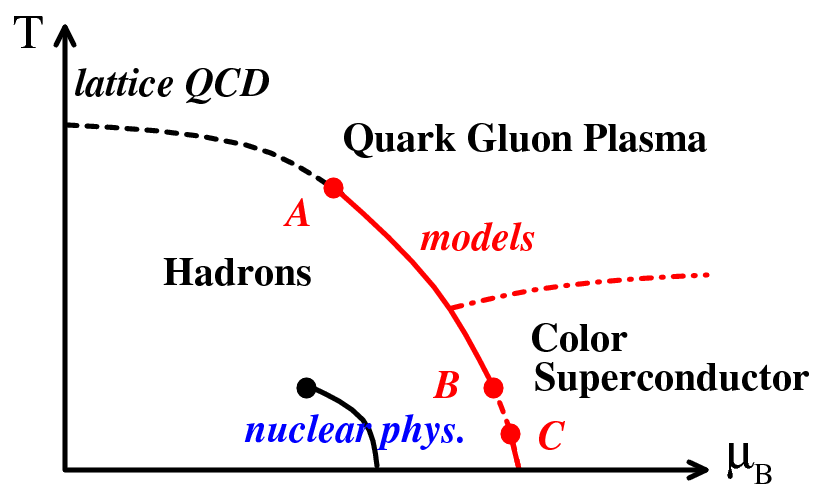 T
lattice QCD
Quark Gluon Plasma
A
models
Hadrons
Color
Superconductor
B
nuclear phys.
C
μB